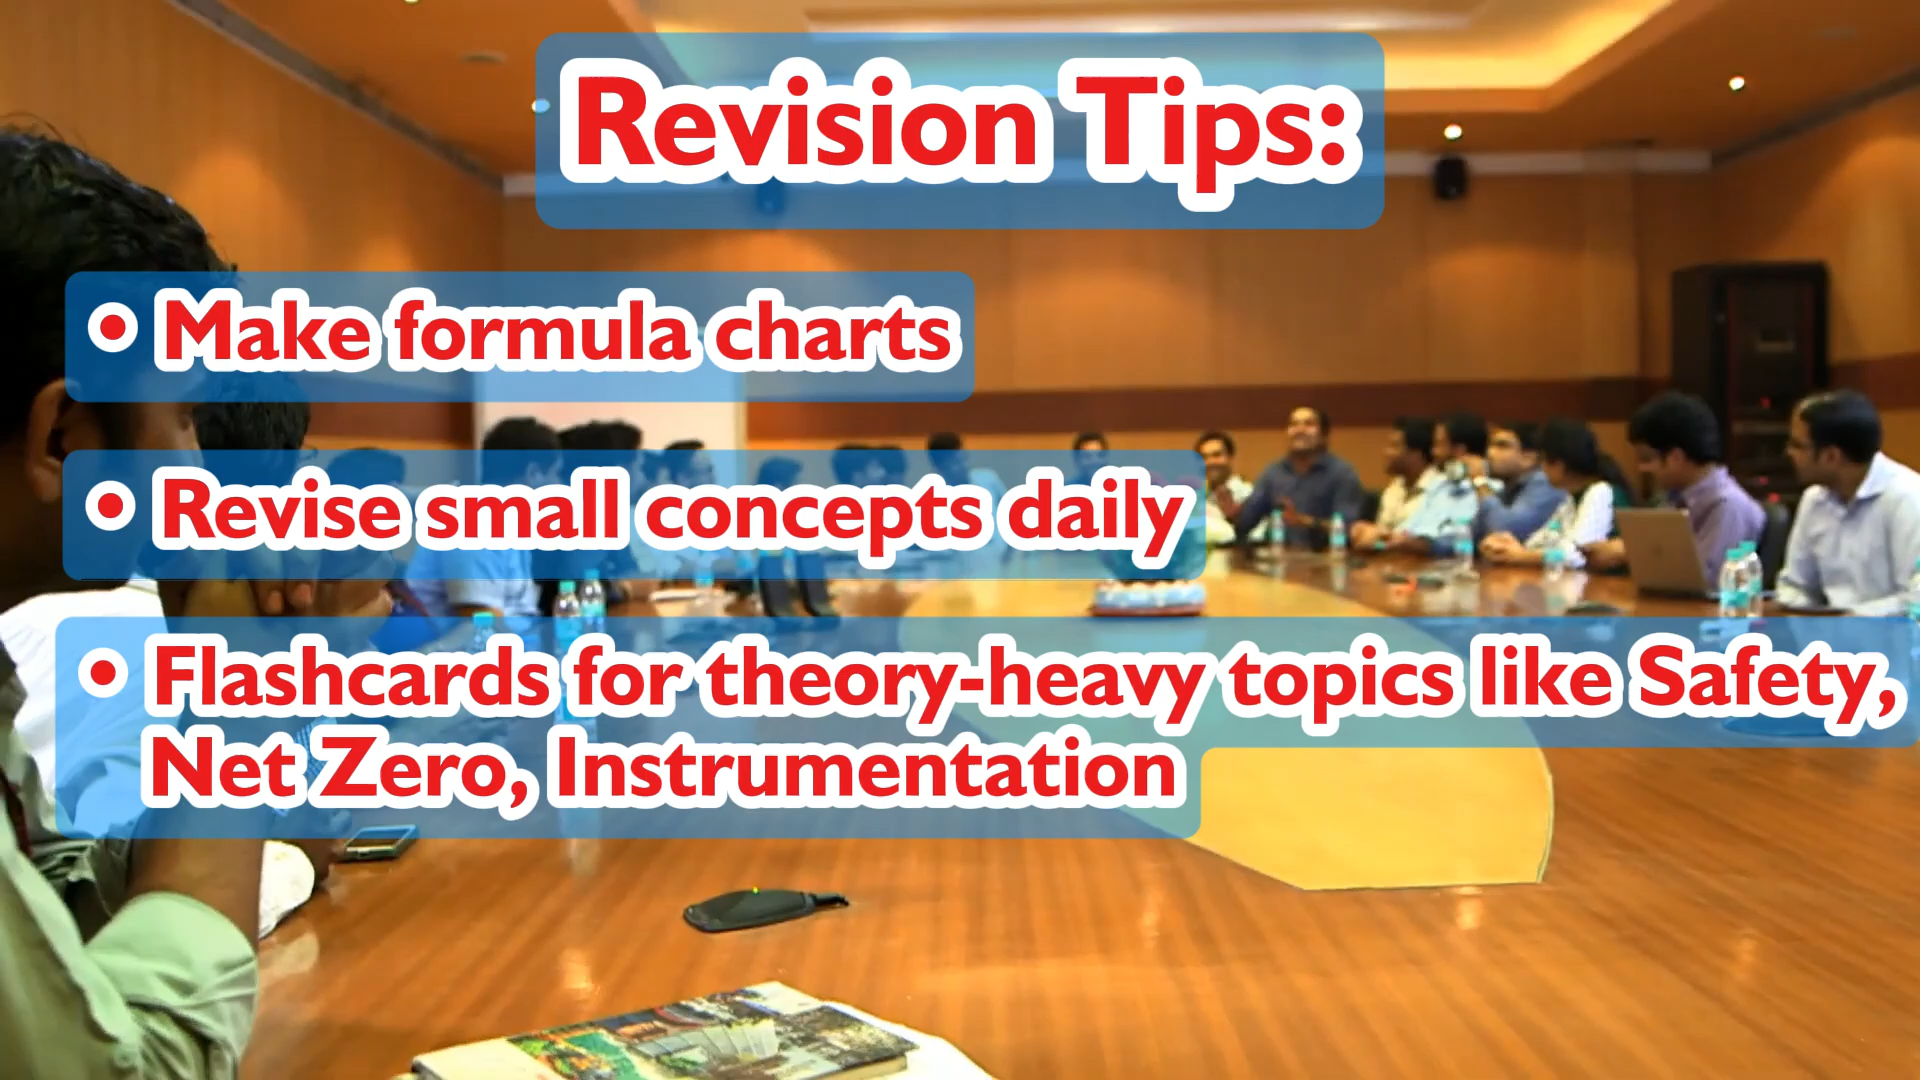 Revision Tips:
• Make formula charts
• Revise small concepts daily
• Flashcards for theory-heavy topics like Safety,
Net Zero, Instrumentation